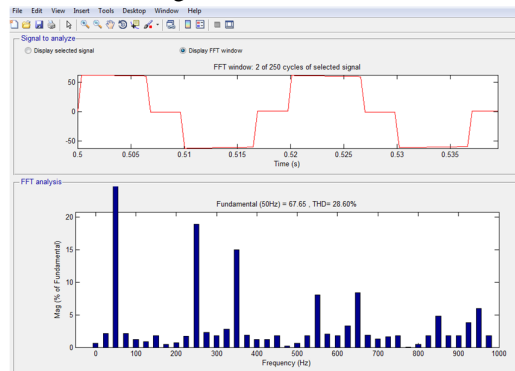 File Edit View Insert Tools Desktop Window Help
Signal to analyze
Display selected signal Display FFT window
FFT window: 2 of 250 cycles of selected signal
50
0
-50
0.5 0.505 0.51 0.515 0.52 0.525 0.53 0.535
Time (s)
FFT analysis
Fundamental (50Hz) = 67.65 , THD= 28.60%
Mag (% of Fundamental)
20
15
10
5
0
0 100 200 300 400 500 600 700 800 900 1000
Frequency (Hz)